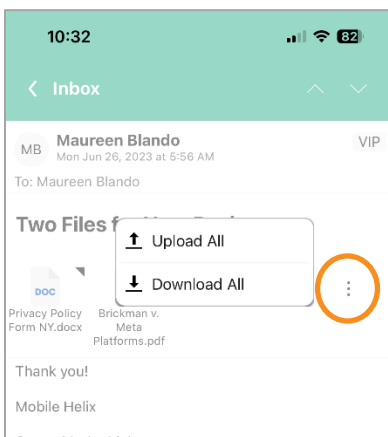 10:32
82
Inbox
MB
Maureen Blando
VIP
Mon Jun 26, 2023 at 5:56 AM
To: Maureen Blando
Two Files
Upload All
Download All
DOC
Privacy Policy
Form NY.docx
Brickman v.
Meta
Platforms.pdf
Thank you!
Mobile Helix